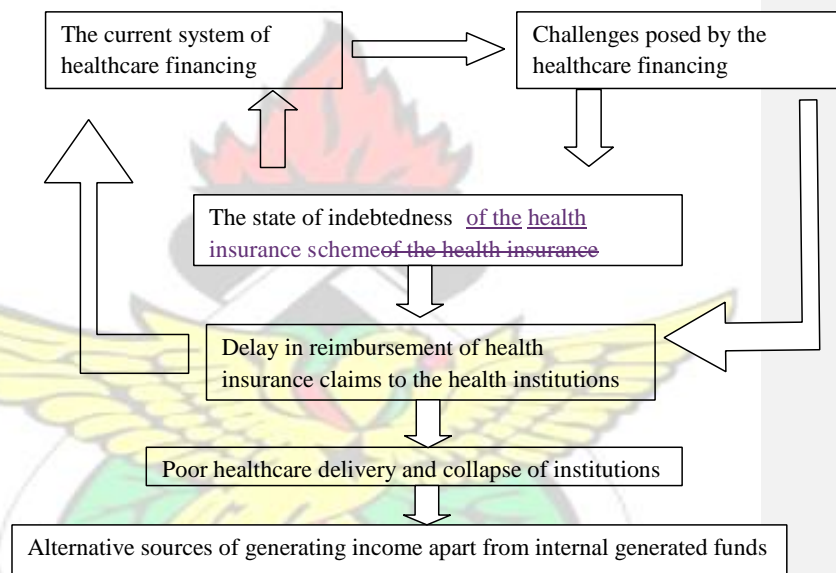 The current system of
healthcare financing
Challenges posed by the
healthcare financing
The state of indebtedness of the health
insurance schemeof the health insurance
Delay in reimbursement of health
insurance claims to the health institutions
Poor healthcare delivery and collapse of institutions
Alternative sources of generating income apart from internal generated funds